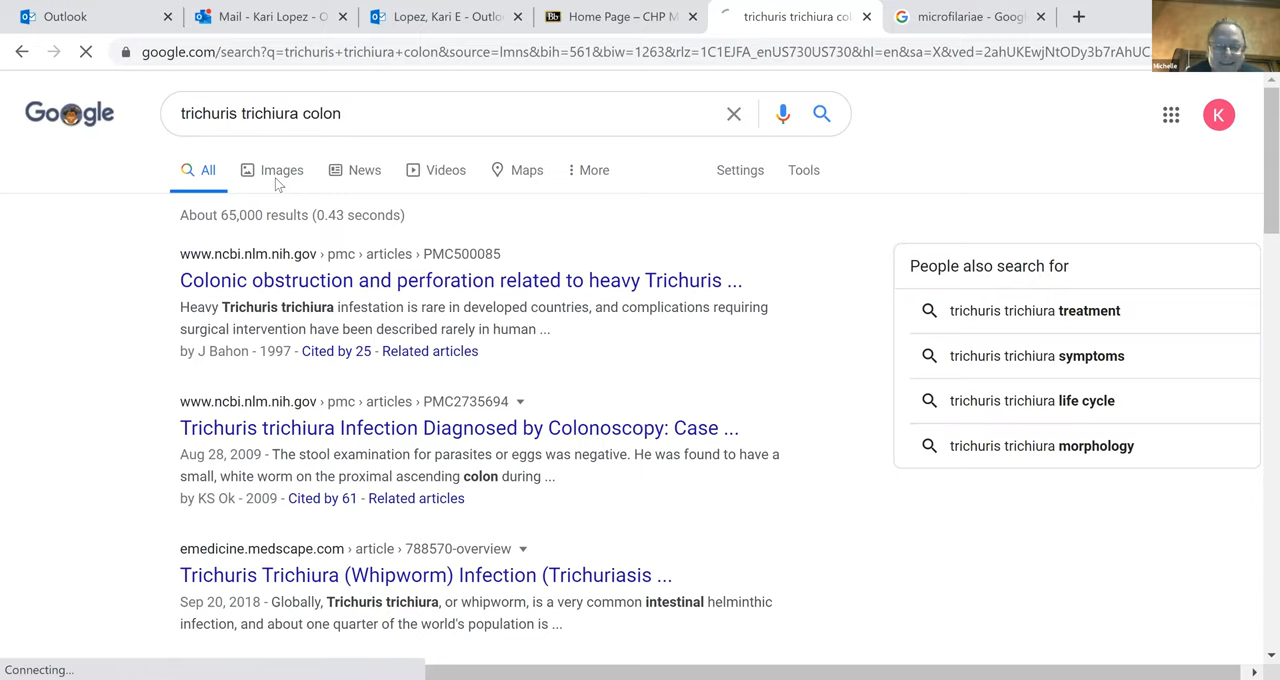 Outlook
Mail - Kari Lopez - O
Lopez, Kari E - Outlo
Bb Home Page – CHP M
trichuris trichiura co
microfilariae - Goog
google.com/search?q=trichuris+trichiura+colon&source=lmns&bih=561&biw=1263&rlz=1C1EJFA_enUS730US730&hl=en&sa=X&ved=2ahUKEwjNtODy3b7rAhUC
Michelle
Google
trichuris trichiura colon
K
All Images News Videos Maps More Settings Tools
About 65,000 results (0.43 seconds)
www.ncbi.nlm.nih.gov › pmc › articles › PMC500085
Colonic obstruction and perforation related to heavy Trichuris ...
Heavy Trichuris trichiura infestation is rare in developed countries, and complications requiring
surgical intervention have been described rarely in human ...
by J Bahon - 1997 - Cited by 25 - Related articles
www.ncbi.nlm.nih.gov › pmc › articles › PMC2735694
Trichuris trichiura Infection Diagnosed by Colonoscopy: Case ...
Aug 28, 2009 - The stool examination for parasites or eggs was negative. He was found to have a
small, white worm on the proximal ascending colon during ...
by KS Ok - 2009 - Cited by 61 - Related articles
emedicine.medscape.com › article › 788570-overview
Trichuris Trichiura (Whipworm) Infection (Trichuriasis ...
Sep 20, 2018 - Globally, Trichuris trichiura, or whipworm, is a very common intestinal helminthic
infection, and about one quarter of the world's population is ...
People also search for
trichuris trichiura treatment
trichuris trichiura symptoms
trichuris trichiura life cycle
trichuris trichiura morphology
Connecting...